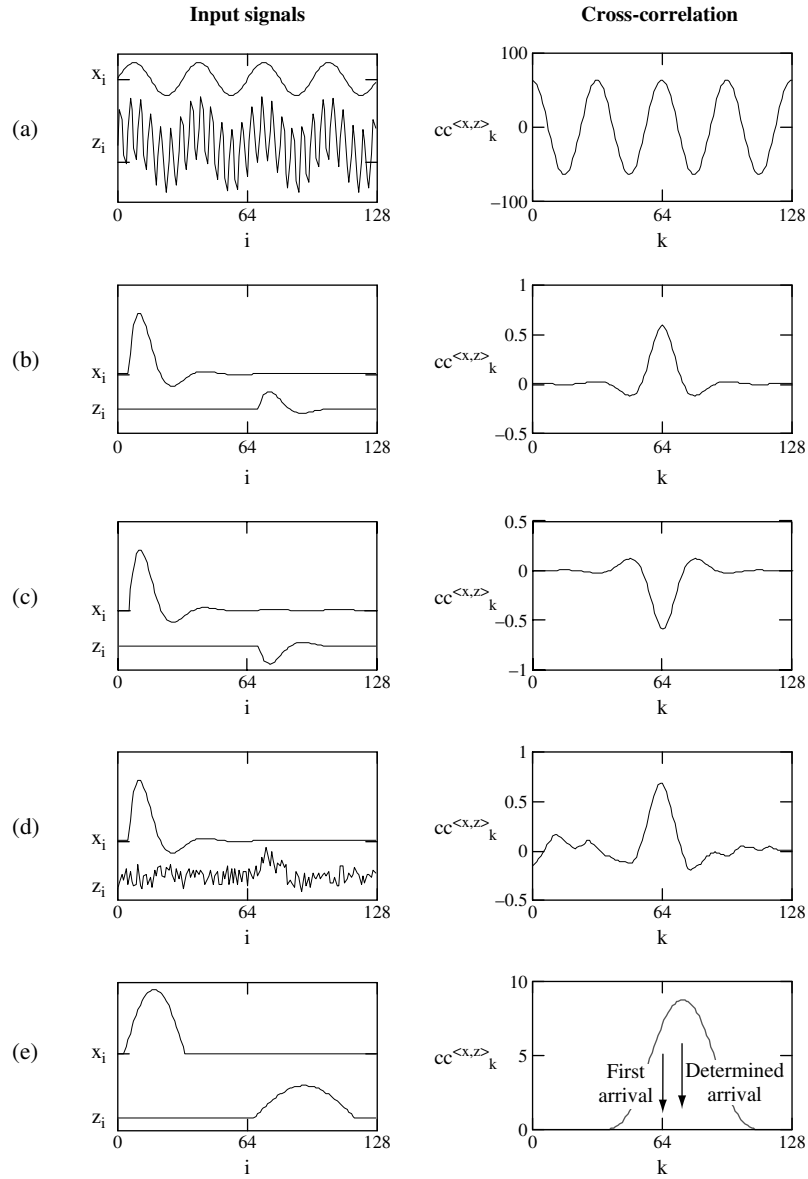 Input signals
Cross-correlation
(a)
x_i
z_i
0 64 128
i
100
cc^<x,z>_k
0
−100
0 64 128
k
(b)
x_i
z_i
0 64 128
i
1
0.5
cc^<x,z>_k
0
−0.5
0 64 128
k
(c)
x_i
z_i
0 64 128
i
0.5
0
cc^<x,z>_k
−0.5
−1
0 64 128
k
(d)
x_i
z_i
0 64 128
i
1
0.5
cc^<x,z>_k
0
−0.5
0 64 128
k
(e)
x_i
z_i
0 64 128
i
10
cc^<x,z>_k
5
First
arrival
Determined
arrival
0
0 64 128
k